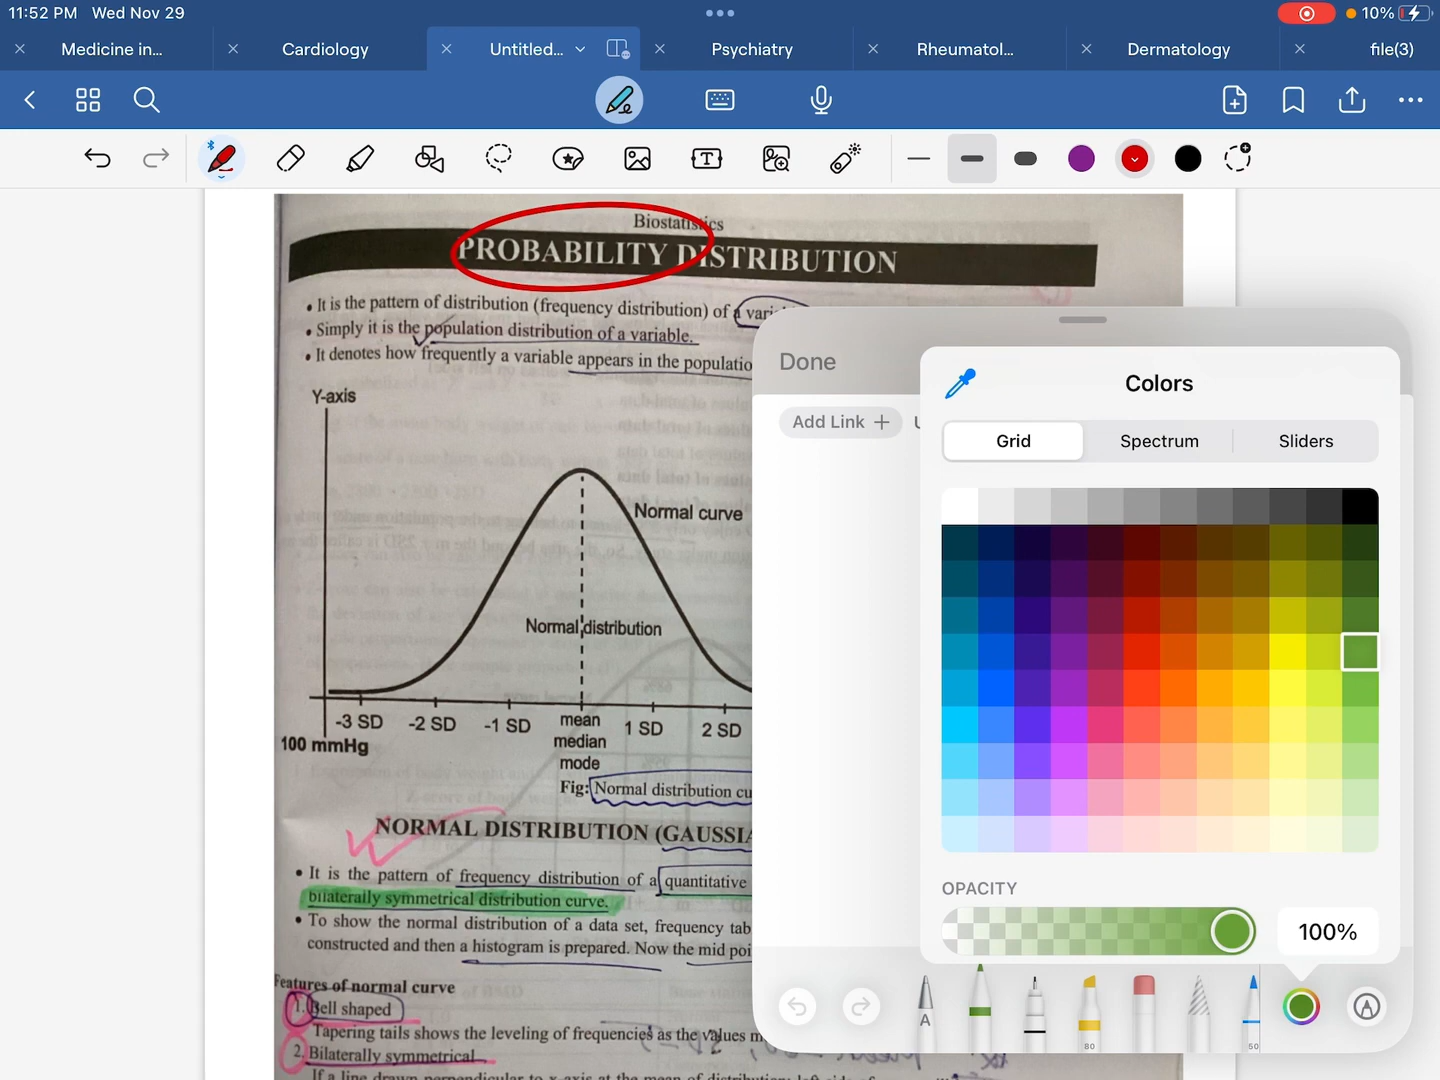 11:52 PM Wed Nov 29
10%
Medicine in...
Cardiology
Untitled...
Psychiatry
Rheumatol...
Dermatology
file(3)
Biostatistics
PROBABILITY DISTRIBUTION
• It is the pattern of distribution (frequency distribution) of a
• Simply it is the population distribution of a variable.
• It denotes how frequently a variable appears in the
Y-axis
Normal curve
Normal distribution
-3 SD -2 SD -1 SD mean 1 SD 2 SD
100 mmHg
median
mode
Fig: Normal distribution
NORMAL DISTRIBUTION
• It is the pattern of frequency distribution of a quantitative
bilaterally symmetrical distribution curve.
• To show the normal distribution of a data set, frequency
constructed and then a histogram is prepared. Now the mid
Features of normal curve
1. Bell shaped
Tapering tails shows the leveling of frequencies as the values
2. Bilaterally symmetrical
Done
Add Link +
Colors
Grid
Spectrum
Sliders
OPACITY
100%
A
80
50